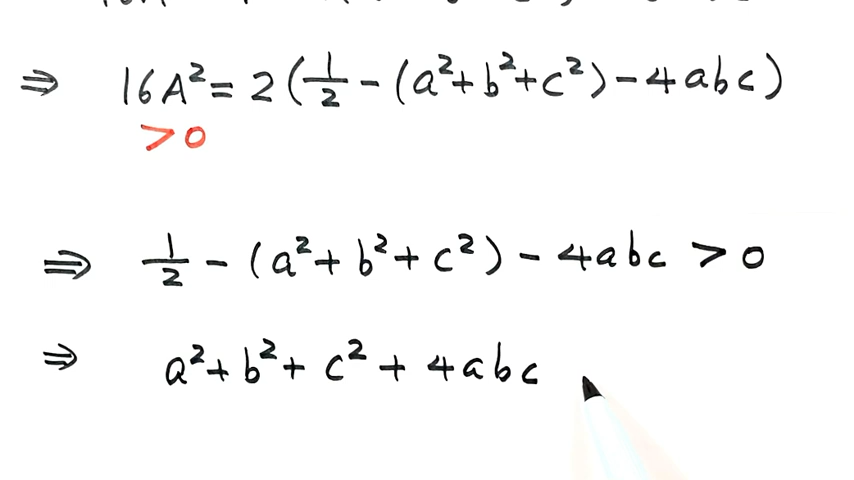 ⇒ 16A² = 2 ( 1/2 - (a² + b² + c²) - 4abc )
> 0
⇒ 1/2 - (a² + b² + c²) - 4abc > 0
⇒ a² + b² + c² + 4abc